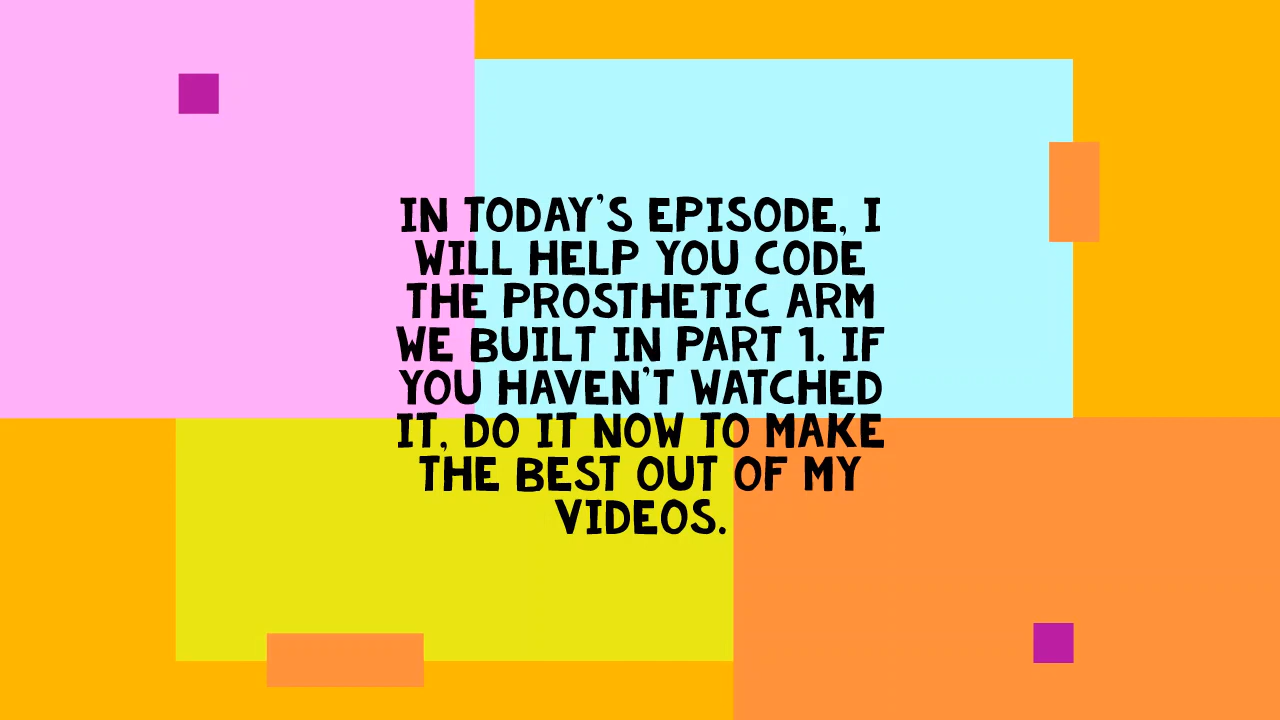 IN TODAY'S EPISODE, I
WILL HELP YOU CODE
THE PROSTHETIC ARM
WE BUILT IN PART 1. IF
YOU HAVEN'T WATCHED
IT, DO IT NOW TO MAKE
THE BEST OUT OF MY
VIDEOS.